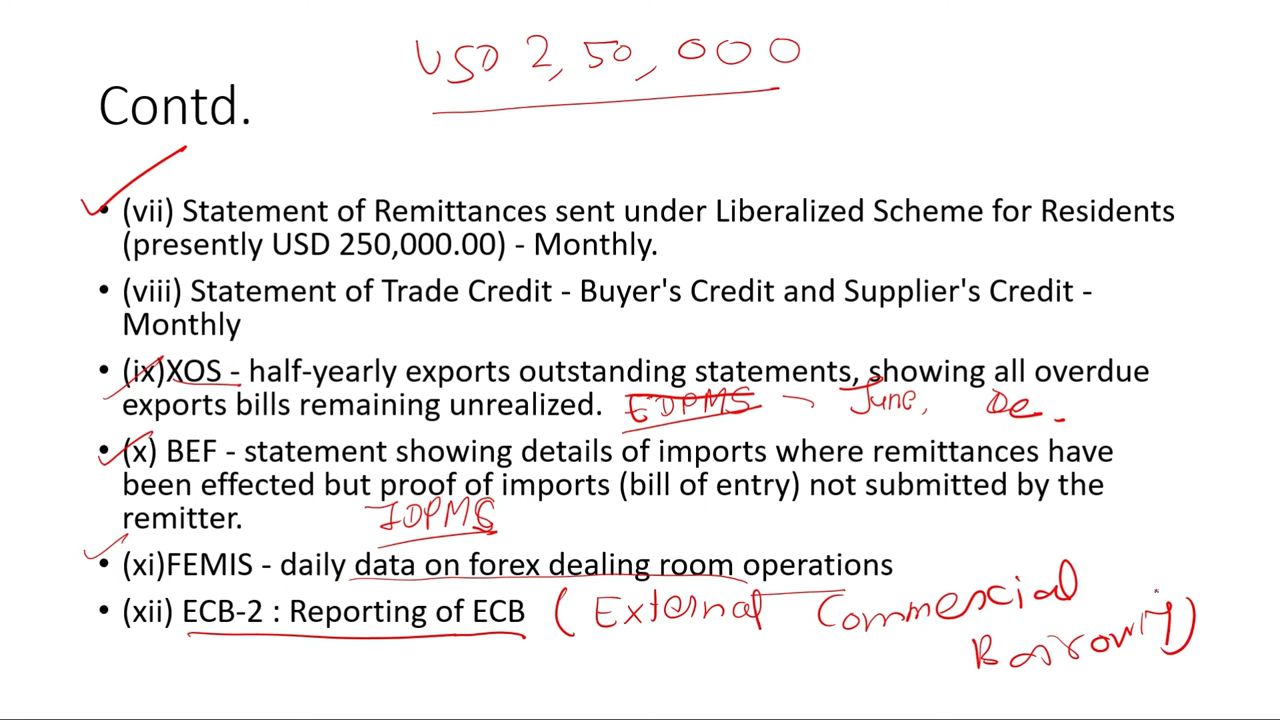 USD 2,50,000
Contd.
• (vii) Statement of Remittances sent under Liberalized Scheme for Residents
(presently USD 250,000.00) - Monthly.
• (viii) Statement of Trade Credit - Buyer's Credit and Supplier's Credit -
Monthly
• (ix)XOS - half-yearly exports outstanding statements, showing all overdue
exports bills remaining unrealized. EDPMS June, De
• (x) BEF - statement showing details of imports where remittances have
been effected but proof of imports (bill of entry) not submitted by the
remitter. IDPMS
• (xi)FEMIS - daily data on forex dealing room operations
• (xii) ECB-2 : Reporting of ECB (External Commercial
Borrowing)